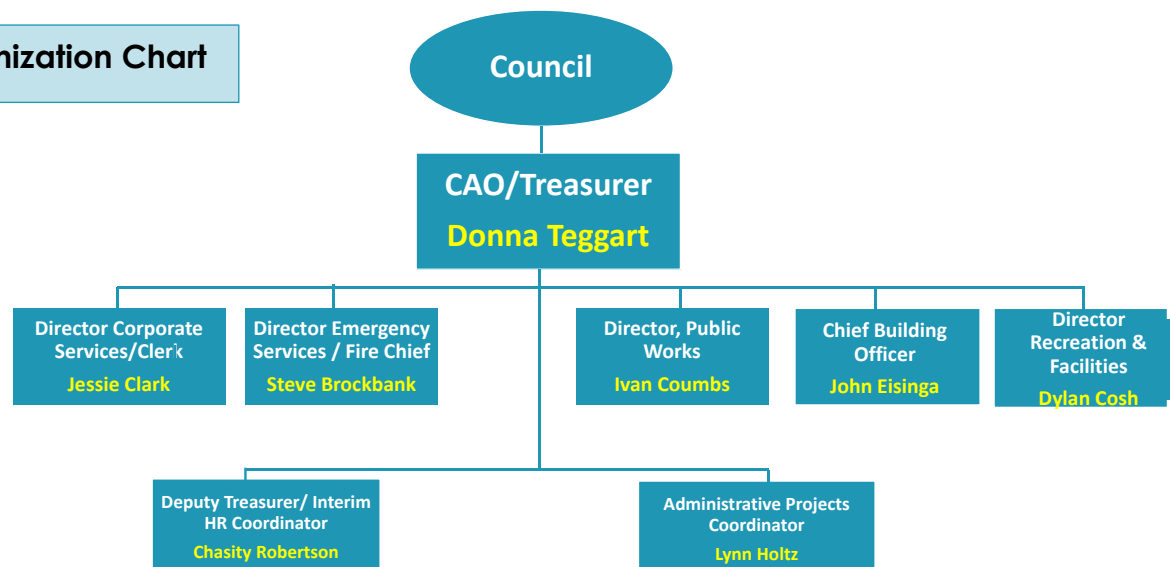 nization Chart
Council
CAO/Treasurer
Donna Teggart
Director Corporate
Services/Clerk
Jessie Clark
Director Emergency
Services / Fire Chief
Steve Brockbank
Director, Public
Works
Ivan Coumbs
Chief Building
Officer
John Eisinga
Director
Recreation &
Facilities
Dylan Cosh
Deputy Treasurer/ Interim
HR Coordinator
Chasity Robertson
Administrative Projects
Coordinator
Lynn Holtz